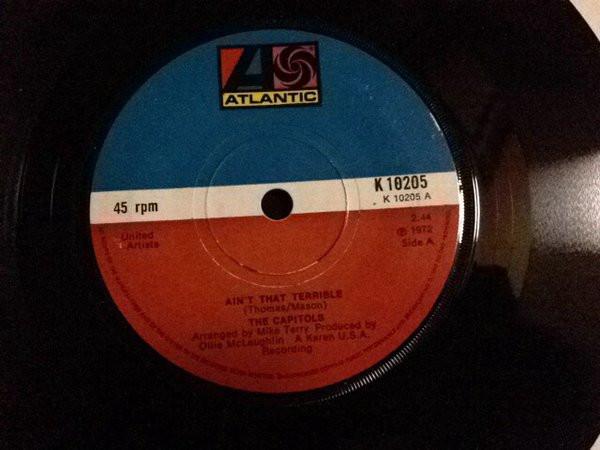 ATLANTIC
45 rpm
K 10205
K 10205 A
United
Artists
2.44
℗ 1972
Side A
AIN'T THAT TERRIBLE
(Thomas/Mason)
THE CAPITOLS
Arranged by Mike Terry Produced by
Ollie McLaughlin A Karen U.S.A.
Recording